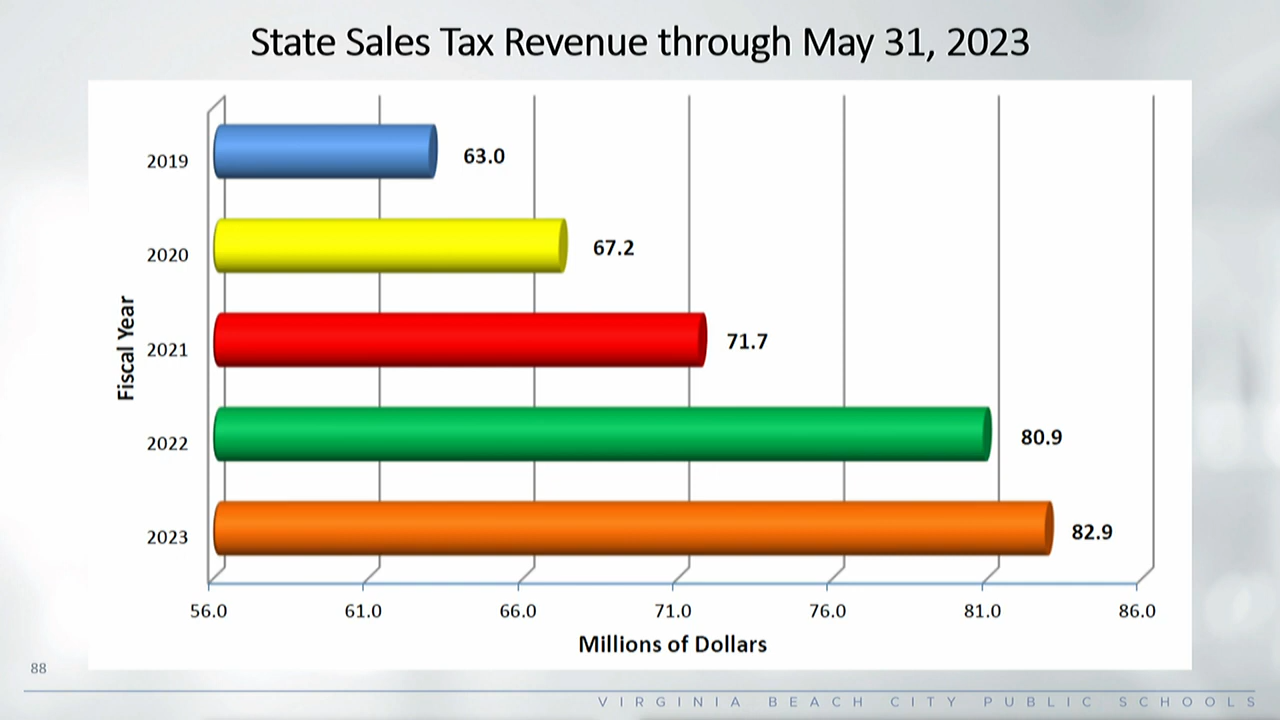 State Sales Tax Revenue through May 31, 2023
2019
63.0
2020
67.2
Fiscal Year
2021
71.7
2022
80.9
2023
82.9
56.0 61.0 66.0 71.0 76.0 81.0 86.0
Millions of Dollars
88
VIRGINIA BEACH CITY PUBLIC SCHOOLS